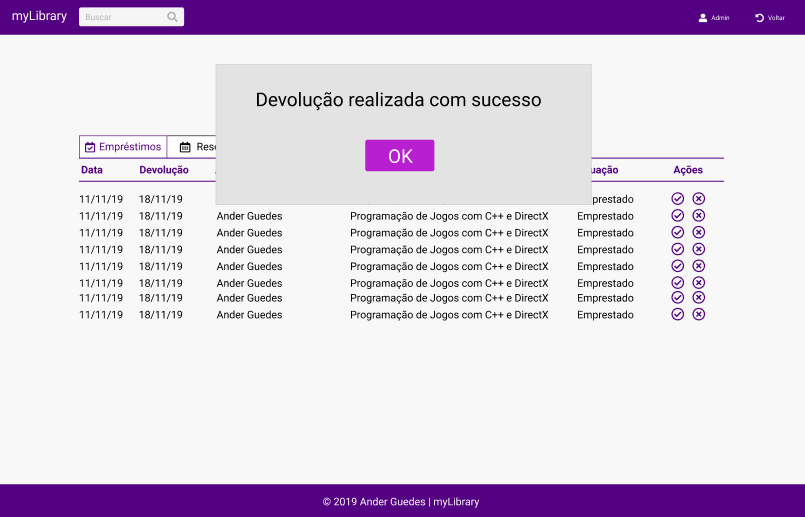 myLibrary Buscar Admin Voltar
Devolução realizada com sucesso
OK
Empréstimos
Data Devolução Ações
11/11/19 18/11/19 Emprestado
11/11/19 18/11/19 Ander Guedes Programação de Jogos com C++ e DirectX Emprestado
11/11/19 18/11/19 Ander Guedes Programação de Jogos com C++ e DirectX Emprestado
11/11/19 18/11/19 Ander Guedes Programação de Jogos com C++ e DirectX Emprestado
11/11/19 18/11/19 Ander Guedes Programação de Jogos com C++ e DirectX Emprestado
11/11/19 18/11/19 Ander Guedes Programação de Jogos com C++ e DirectX Emprestado
11/11/19 18/11/19 Ander Guedes Programação de Jogos com C++ e DirectX Emprestado
11/11/19 18/11/19 Ander Guedes Programação de Jogos com C++ e DirectX Emprestado
© 2019 Ander Guedes | myLibrary